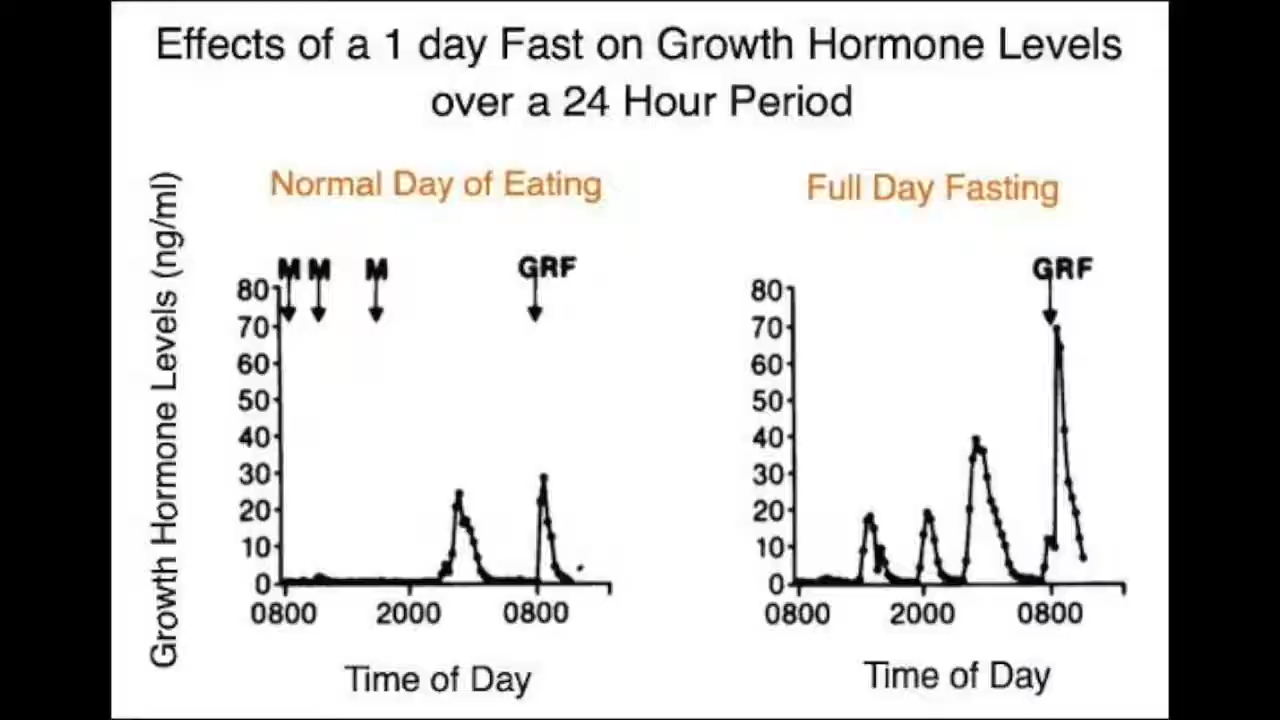 Effects of a 1 day Fast on Growth Hormone Levels
over a 24 Hour Period
Normal Day of Eating
Full Day Fasting
Growth Hormone Levels (ng/ml)
M M M GRF
80
70
60
50
40
30
20
10
0
0800 2000 0800
Time of Day
GRF
80
70
60
50
40
30
20
10
0
0800 2000 0800
Time of Day